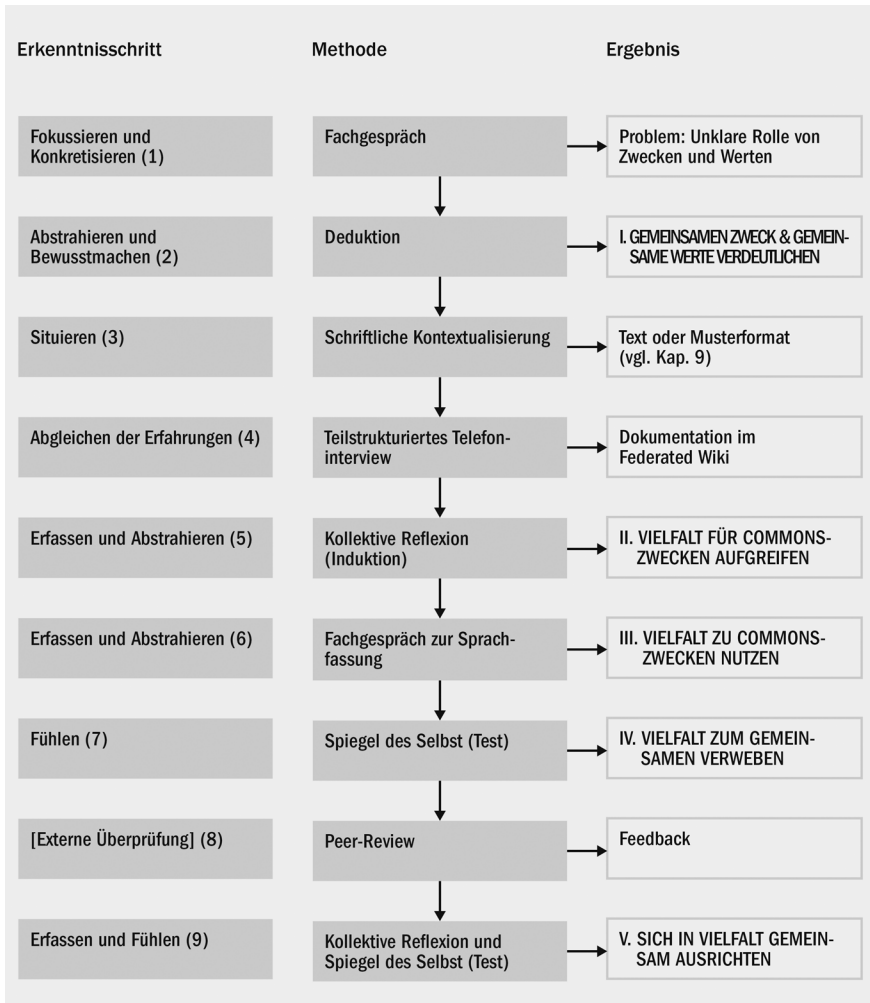 Erkenntnisschritt
Methode
Ergebnis
Fokussieren und
Konkretisieren (1)
Fachgespräch
Problem: Unklare Rolle von
Zwecken und Werten
Abstrahieren und
Bewusstmachen (2)
Deduktion
I. GEMEINSAMEN ZWECK & GEMEIN-
SAME WERTE VERDEUTLICHEN
Situieren (3)
Schriftliche Kontextualisierung
Text oder Musterformat
(vgl. Kap. 9)
Abgleichen der Erfahrungen (4)
Teilstrukturiertes Telefon-
interview
Dokumentation im
Federated Wiki
Erfassen und Abstrahieren (5)
Kollektive Reflexion
(Induktion)
II. VIELFALT FÜR COMMONS-
ZWECKEN AUFGREIFEN
Erfassen und Abstrahieren (6)
Fachgespräch zur Sprach-
fassung
III. VIELFALT ZU COMMONS-
ZWECKEN NUTZEN
Fühlen (7)
Spiegel des Selbst (Test)
IV. VIELFALT ZUM GEMEIN-
SAMEN VERWEBEN
[Externe Überprüfung] (8)
Peer-Review
Feedback
Erfassen und Fühlen (9)
Kollektive Reflexion und
Spiegel des Selbst (Test)
V. SICH IN VIELFALT GEMEIN-
SAM AUSRICHTEN